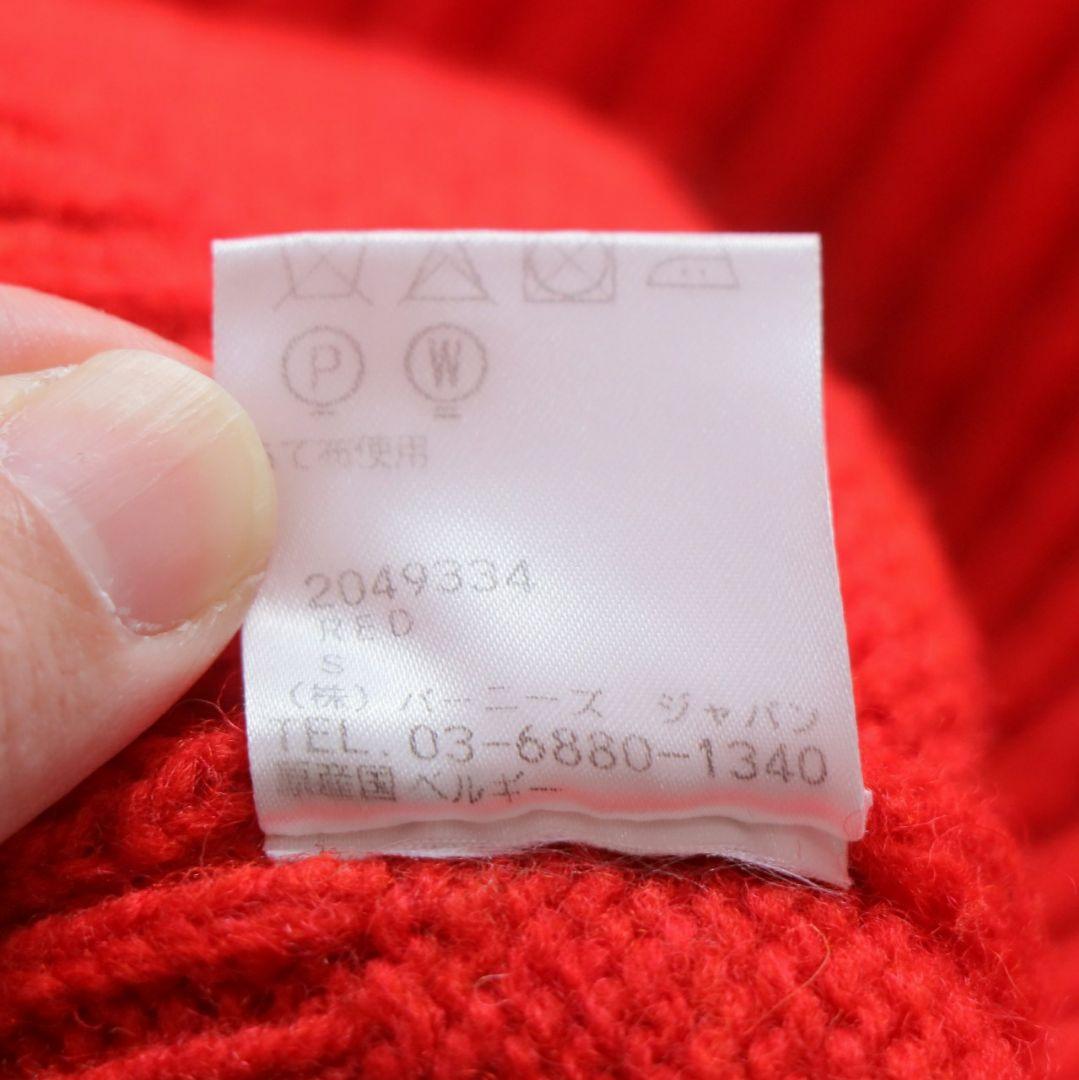 P W
て布使用
2049334
RED
S
(株) バーニーズ ジャパン
TEL. 03-6880-1340
原産国 ベルギー